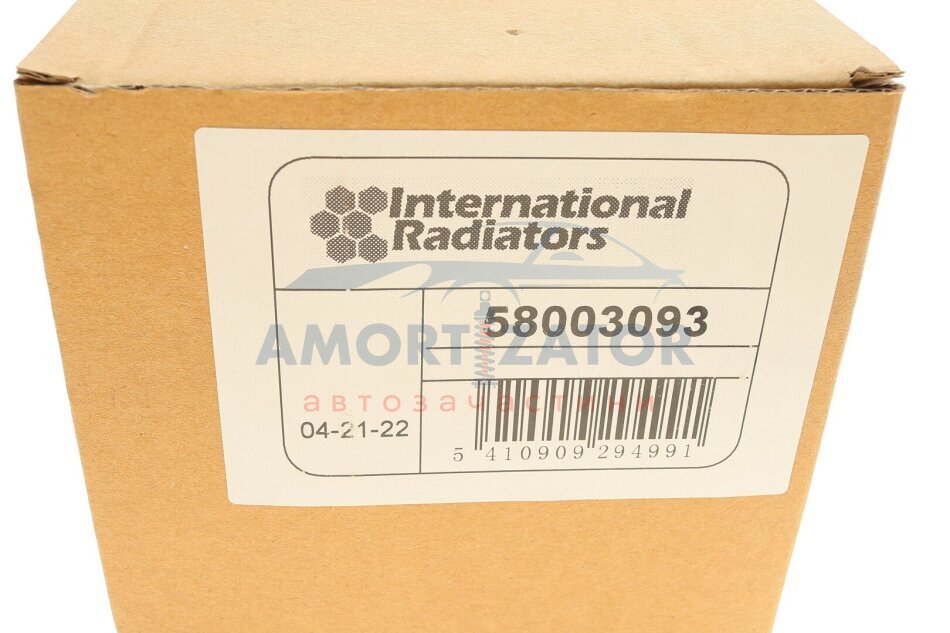 International
Radiators
58003093
AMORTIZATOR
автозапчастини
04-21-22
5 410909 294991